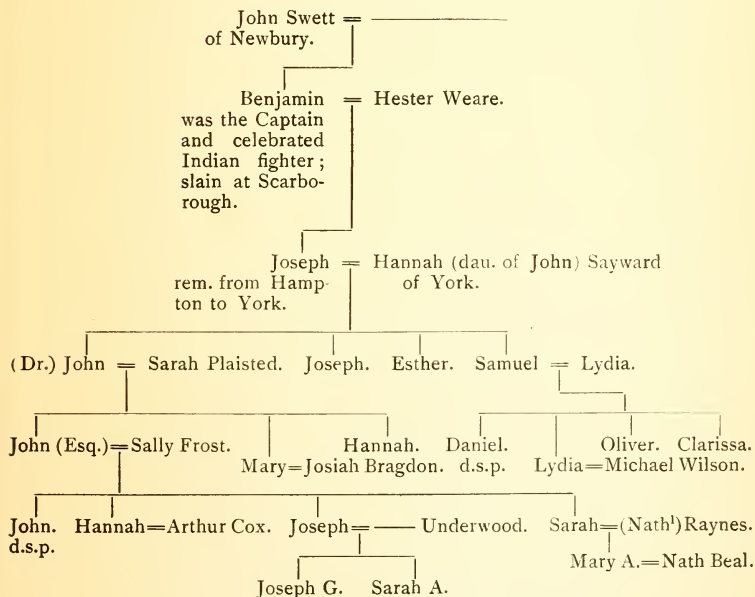 John Swett = ———
of Newbury.
Benjamin = Hester Weare.
was the Captain
and celebrated
Indian fighter;
slain at Scarbo-
rough.
Joseph = Hannah (dau. of John) Sayward
rem. from Hamp- of York.
ton to York.
(Dr.) John = Sarah Plaisted. Joseph. Esther. Samuel = Lydia.
John (Esq.)=Sally Frost. Hannah. Daniel. Oliver. Clarissa.
Mary=Josiah Bragdon. d.s.p. Lydia=Michael Wilson.
John. Hannah=Arthur Cox. Joseph=—— Underwood. Sarah=(Nath¹) Raynes.
d.s.p.
Mary A.=Nath Beal.
Joseph G. Sarah A.